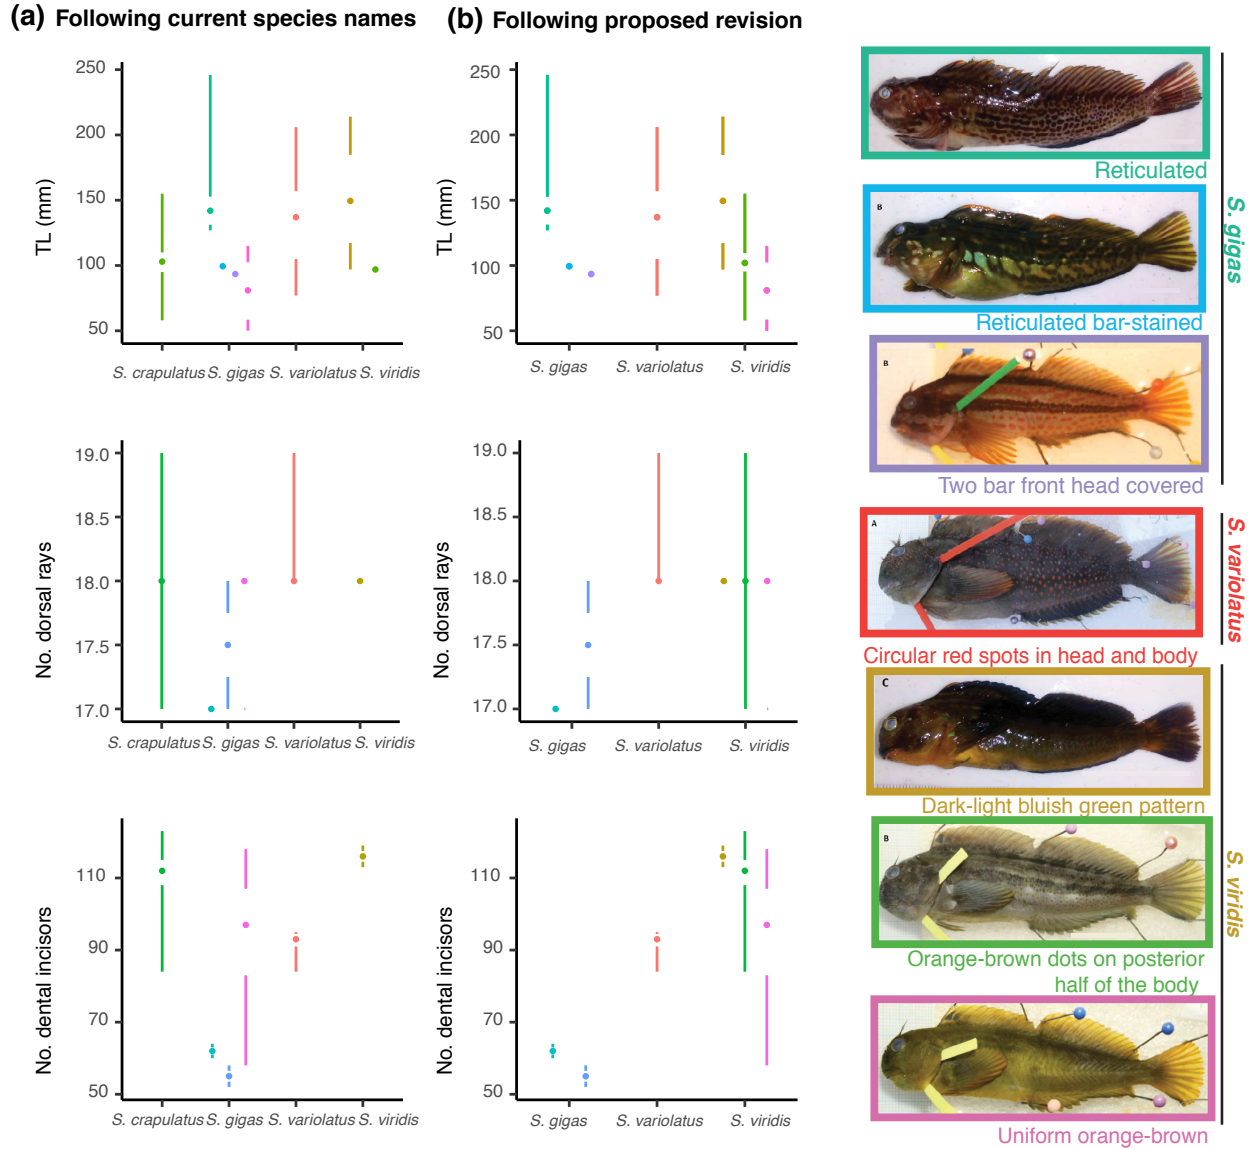 (a) Following current species names
(b) Following proposed revision
250
200
150
100
50
TL (mm)
S. crapulatus S. gigas S. variolatus S. viridis
250
200
150
100
50
TL (mm)
S. gigas S. variolatus S. viridis
19.0
18.5
18.0
17.5
17.0
No. dorsal rays
S. crapulatus S. gigas S. variolatus S. viridis
19.0
18.5
18.0
17.5
17.0
No. dorsal rays
S. gigas S. variolatus S. viridis
110
90
70
50
No. dental incisors
S. crapulatus S. gigas S. variolatus S. viridis
110
90
70
50
No. dental incisors
S. gigas S. variolatus S. viridis
Reticulated
B
Reticulated bar-stained
B
Two bar front head covered
S. gigas
A
Circular red spots in head and body
S. variolatus
C
Dark-light bluish green pattern
B
Orange-brown dots on posterior
half of the body
Uniform orange-brown
S. viridis